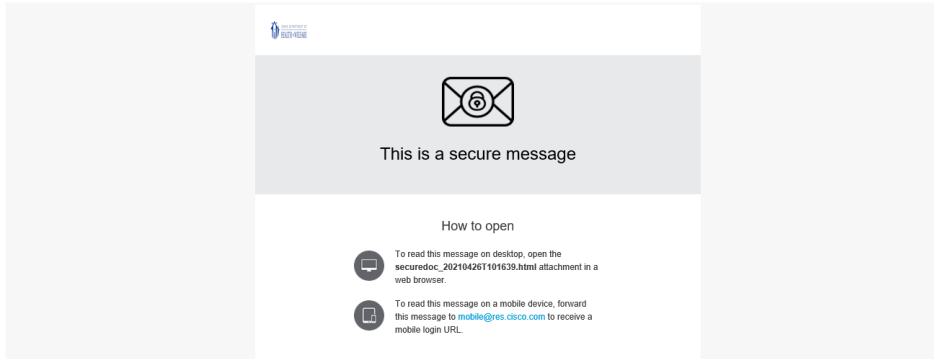 HEALTH & WELFARE
This is a secure message
How to open
To read this message on desktop, open the
securedoc_20210426T101639.html attachment in a
web browser.
To read this message on a mobile device, forward
this message to mobile@res.cisco.com to receive a
mobile login URL.